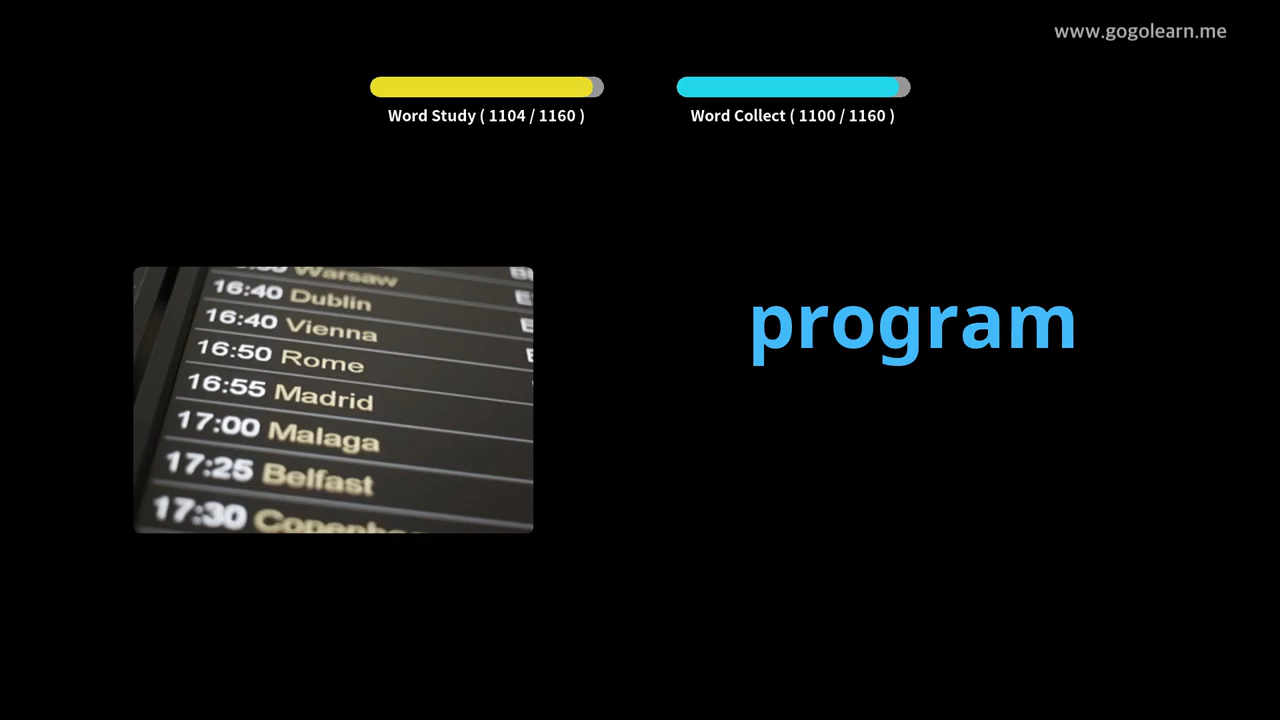 www.gogolearn.me
Word Study ( 1104 / 1160 )
Word Collect ( 1100 / 1160 )
Warsaw
16:40 Dublin
16:40 Vienna
16:50 Rome
16:55 Madrid
17:00 Malaga
17:25 Belfast
17:30
program